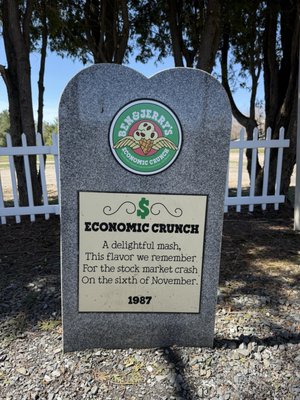 BEN & JERRY'S
ECONOMIC CRUNCH
$
ECONOMIC CRUNCH
A delightful mash,
This flavor we remember
For the stock market crash
On the sixth of November.
1987